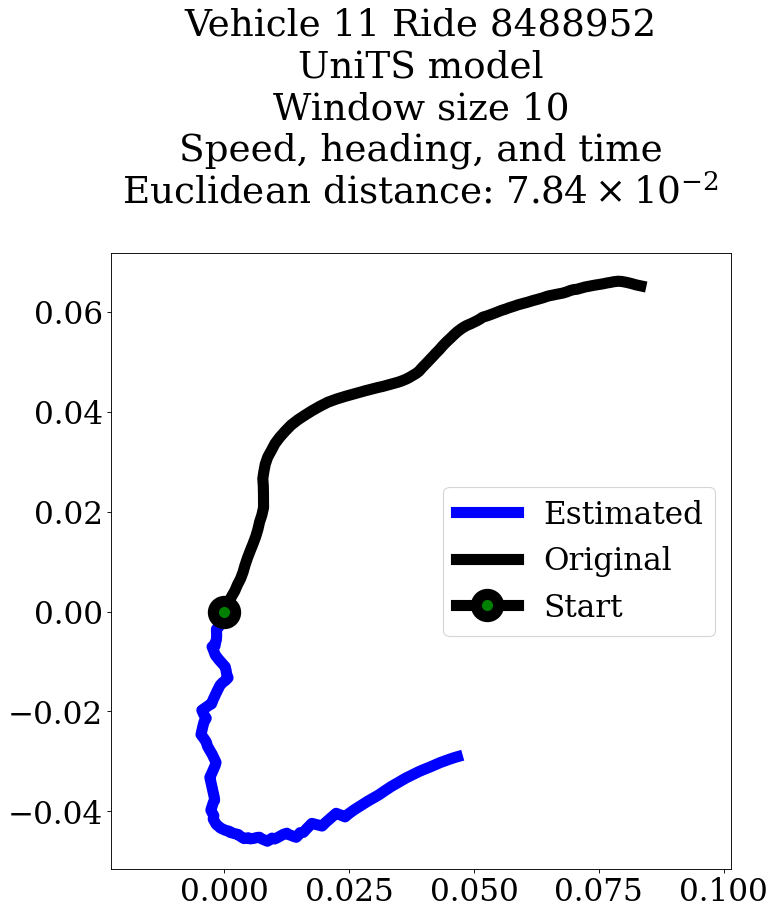 Vehicle 11 Ride 8488952
UniTS model
Window size 10
Speed, heading, and time
Euclidean distance: $7.84 \times 10^{-2}$
0.06
0.04
0.02
0.00
−0.02
−0.04
Estimated
Original
Start
0.000 0.025 0.050 0.075 0.100